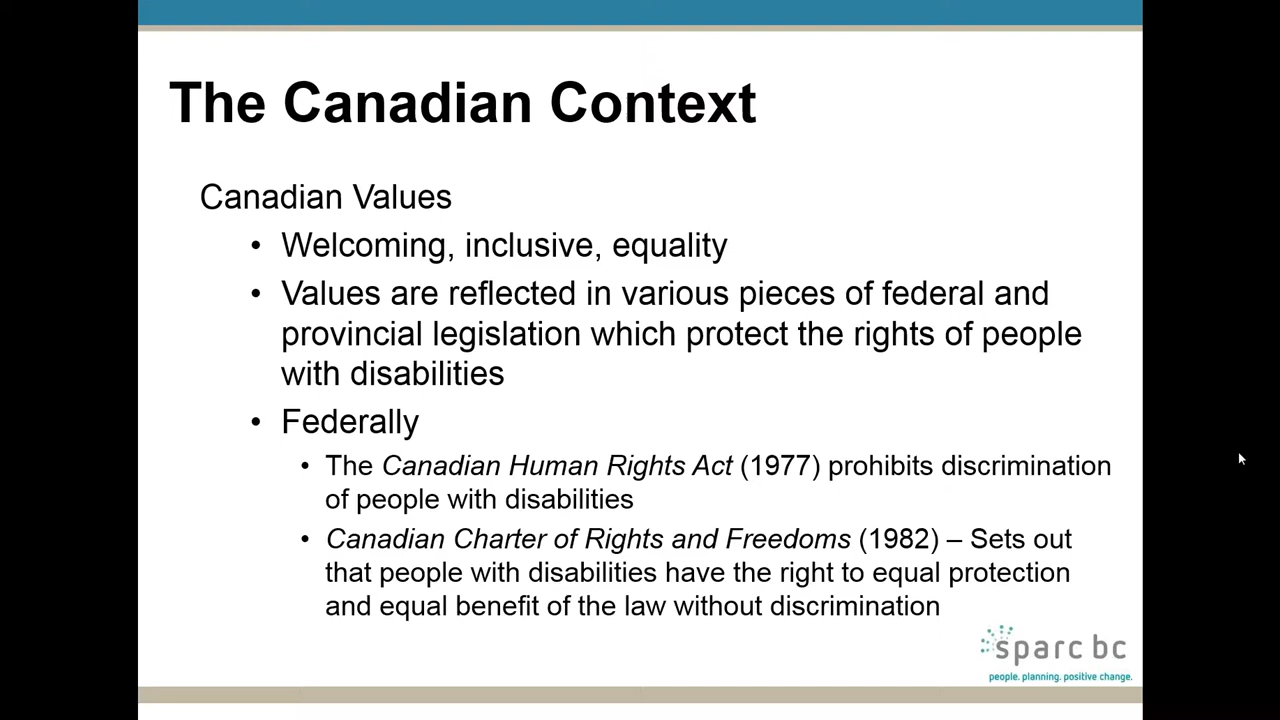 The Canadian Context
Canadian Values
• Welcoming, inclusive, equality
• Values are reflected in various pieces of federal and
provincial legislation which protect the rights of people
with disabilities
• Federally
• The Canadian Human Rights Act (1977) prohibits discrimination
of people with disabilities
• Canadian Charter of Rights and Freedoms (1982) – Sets out
that people with disabilities have the right to equal protection
and equal benefit of the law without discrimination
sparc bc
people. planning. positive change.